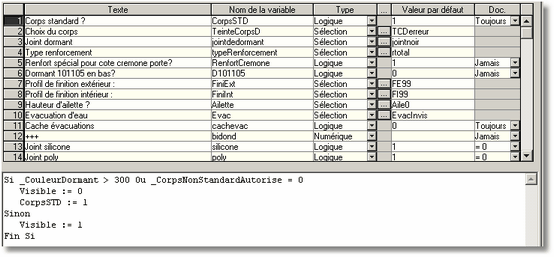 Texte Nom de la variable Type ... Valeur par défaut Doc.
1 Corps standard ? CorpsSTD Logique 1 Toujours
2 Choix du corps TeinteCorpsD Sélection ... TCDerreur
3 Joint dormant jointdedormant Sélection ... jointnoir
4 Type renforcement typeRenforcement Sélection ... rtotal
5 Renfort spécial pour cote cremone porte? RenfortCremone Logique 1 Jamais
6 Dormant 101105 en bas? D101105 Logique 0 Jamais
7 Profil de finition extérieur : FiniExt Sélection ... FE99
8 Profil de finition intérieur : FiniInt Sélection ... FI99
9 Hauteur d'ailette ? Ailette Sélection ... Aile0
10 Evacuation d'eau Evac Sélection ... EvacInvis
11 Cache évacuations cachevac Logique 0 Toujours
12 +++ bidond Numérique Jamais
13 Joint silicone silicone Logique 1 = 0
14 Joint poly poly Logique 1 = 0
Si _CouleurDormant > 300 Ou _CorpsNonStandardAutorise = 0
Visible := 0
CorpsSTD := 1
Sinon
Visible := 1
Fin Si